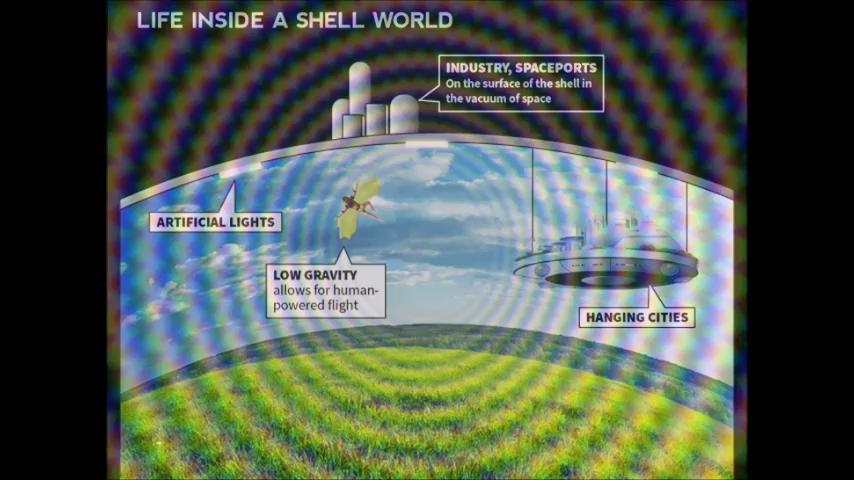 LIFE INSIDE A SHELL WORLD
INDUSTRY, SPACEPORTS
On the surface of the shell in
the vacuum of space
ARTIFICIAL LIGHTS
LOW GRAVITY
allows for human-
powered flight
HANGING CITIES